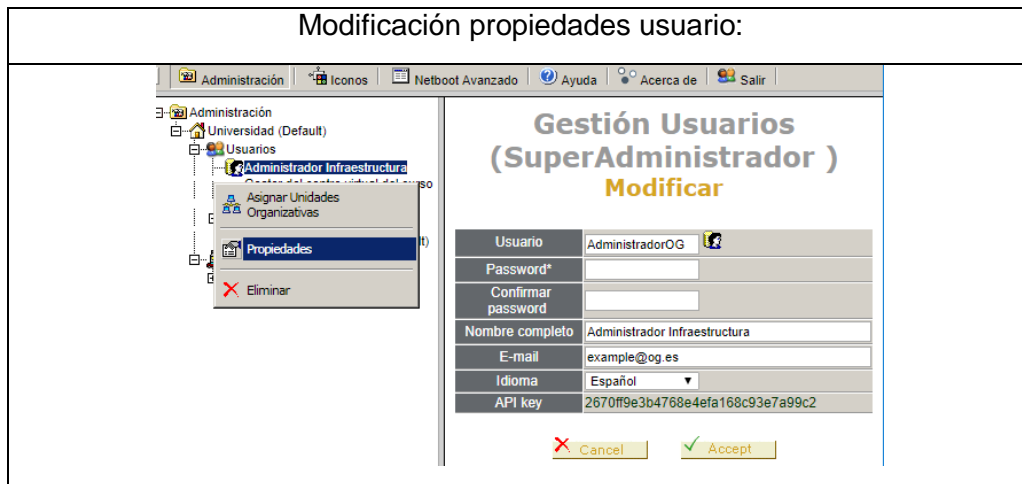 Modificación propiedades usuario:
Administración Iconos Netboot Avanzado Ayuda Acerca de Salir
Administración
Universidad (Default)
Usuarios
Administrador Infraestructura
Asignar Unidades
Organizativas
Propiedades
Eliminar
Gestión Usuarios
(SuperAdministrador )
Modificar
Usuario AdministradorOG
Password*
Confirmar
password
Nombre completo Administrador Infraestructura
E-mail example@og.es
Idioma Español
API key 2670ff9e3b4768e4efa168c93e7a99c2
Cancel Accept